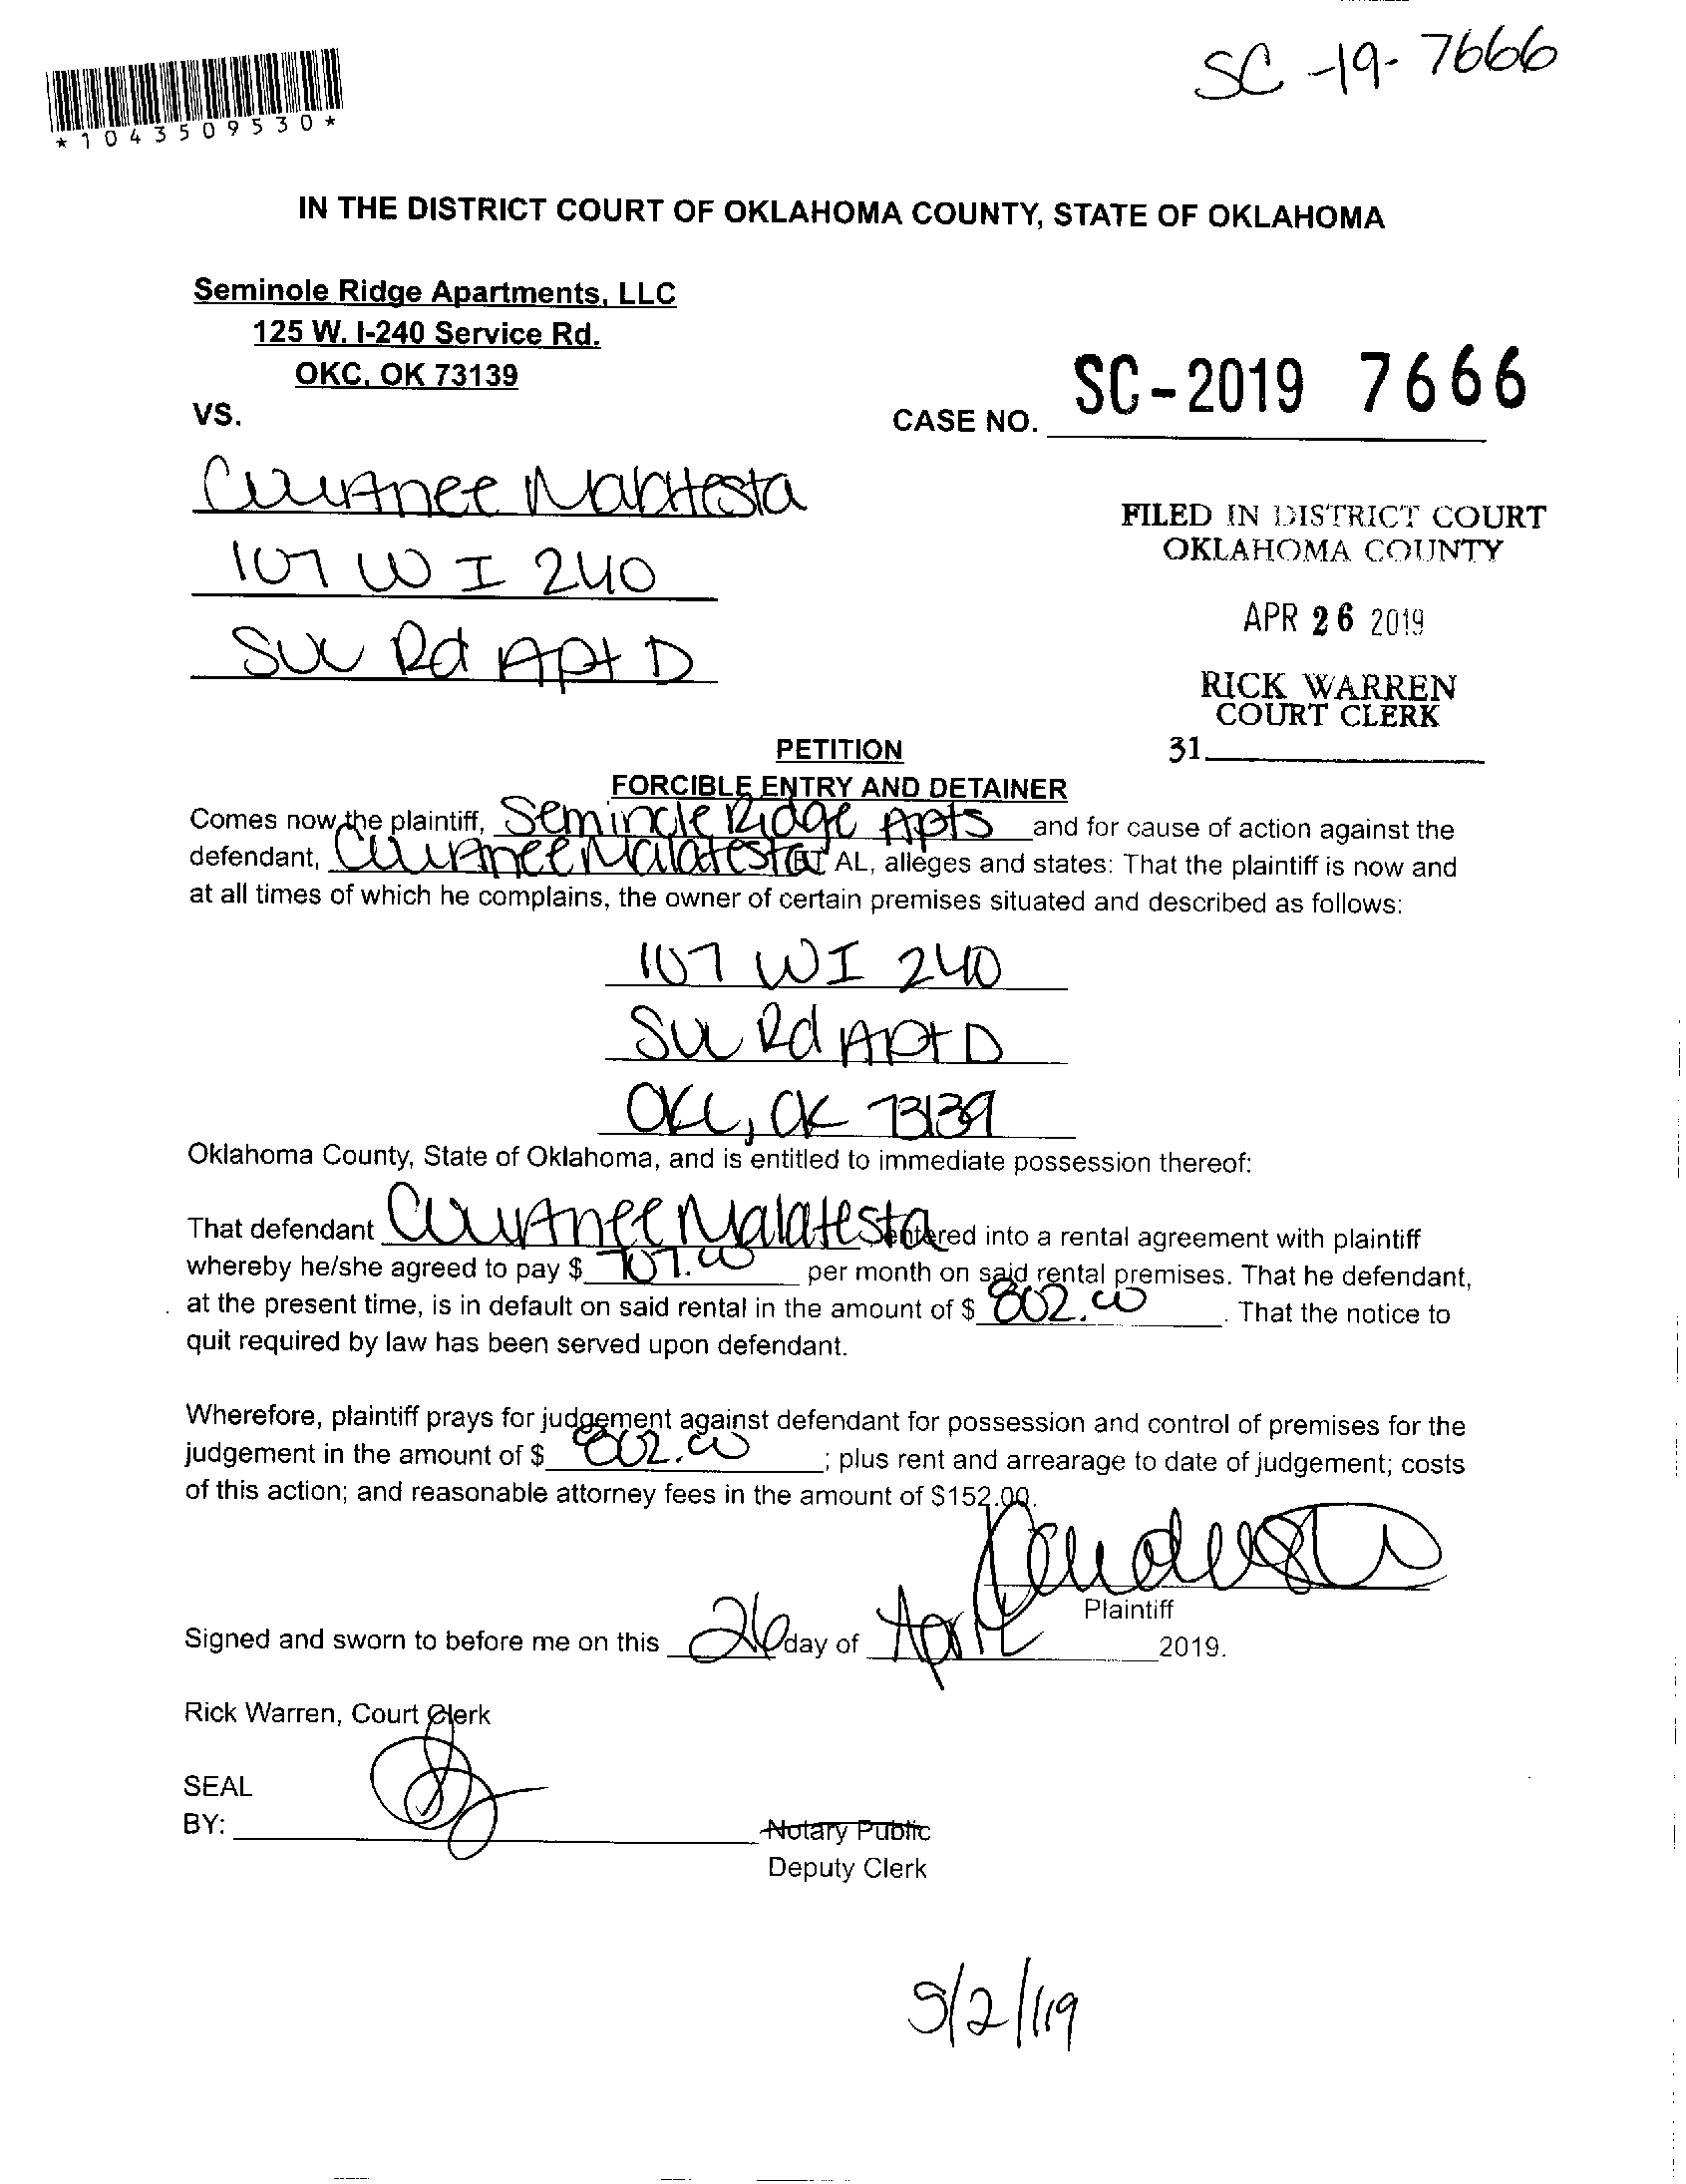 SC -19- 7666
*1043509530*
IN THE DISTRICT COURT OF OKLAHOMA COUNTY, STATE OF OKLAHOMA
Seminole Ridge Apartments, LLC
125 W. I-240 Service Rd.
OKC, OK 73139
VS.
CASE NO. SC-2019 7666
Malatesta
107 W I 240
Rd Apt D
FILED IN DISTRICT COURT
OKLAHOMA COUNTY
APR 26 2019
RICK WARREN
COURT CLERK
31
PETITION
FORCIBLE ENTRY AND DETAINER
Comes now the plaintiff, Seminole Ridge Apts and for cause of action against the
defendant, Malatesta ET AL, alleges and states: That the plaintiff is now and
at all times of which he complains, the owner of certain premises situated and described as follows:
107 W I 240
Rd Apt D
OKC, OK 73139
Oklahoma County, State of Oklahoma, and is entitled to immediate possession thereof:
That defendant Malatesta, entered into a rental agreement with plaintiff
whereby he/she agreed to pay $ 707.00 per month on said rental premises. That he defendant,
at the present time, is in default on said rental in the amount of $ 802.00. That the notice to
quit required by law has been served upon defendant.
Wherefore, plaintiff prays for judgement against defendant for possession and control of premises for the
judgement in the amount of $ 802.00; plus rent and arrearage to date of judgement; costs
of this action; and reasonable attorney fees in the amount of $152.00.
Plaintiff
Signed and sworn to before me on this 26 day of April 2019.
Rick Warren, Court Clerk
SEAL
BY: Notary Public
Deputy Clerk
5/2/19